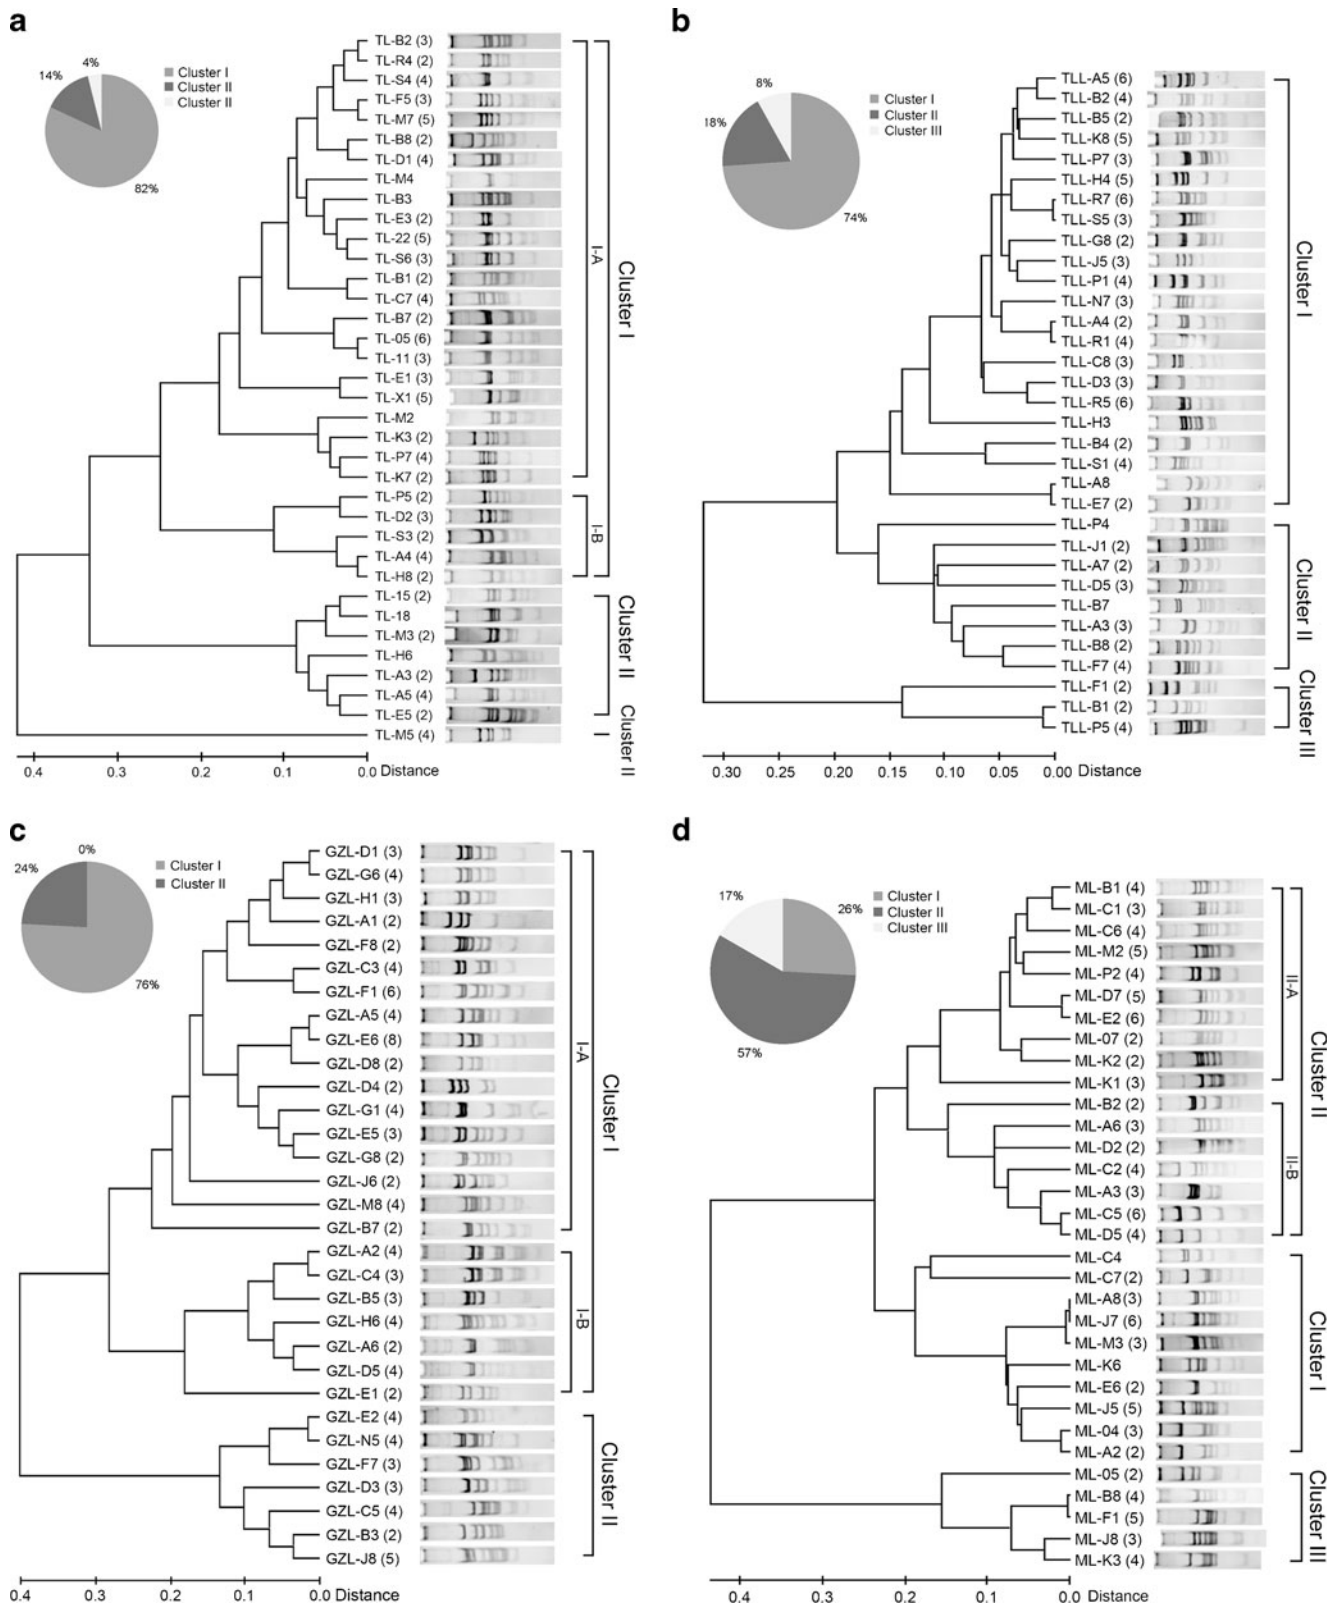 a
4%
14%
82%
Cluster I
Cluster II
Cluster II
TL-B2 (3)
TL-R4 (2)
TL-S4 (4)
TL-F5 (3)
TL-M7 (5)
TL-B8 (2)
TL-D1 (4)
TL-M4
TL-B3
TL-E3 (2)
TL-22 (5)
TL-S6 (3)
TL-B1 (2)
TL-C7 (4)
TL-B7 (2)
TL-05 (6)
TL-11 (3)
TL-E1 (3)
TL-X1 (5)
TL-M2
TL-K3 (2)
TL-P7 (4)
TL-K7 (2)
TL-P5 (2)
TL-D2 (3)
TL-S3 (2)
TL-A4 (4)
TL-H8 (2)
TL-15 (2)
TL-18
TL-M3 (2)
TL-H6
TL-A3 (2)
TL-A5 (4)
TL-E5 (2)
TL-M5 (4)
I-A
I-B
Cluster I
Cluster II
Cluster II
0.4 0.3 0.2 0.1 0.0 Distance
b
8%
18%
74%
Cluster I
Cluster II
Cluster III
TLL-A5 (6)
TLL-B2 (4)
TLL-B5 (2)
TLL-K8 (5)
TLL-P7 (3)
TLL-H4 (5)
TLL-R7 (6)
TLL-S5 (3)
TLL-G8 (2)
TLL-J5 (3)
TLL-P1 (4)
TLL-N7 (3)
TLL-A4 (2)
TLL-R1 (4)
TLL-C8 (3)
TLL-D3 (3)
TLL-R5 (6)
TLL-H3
TLL-B4 (2)
TLL-S1 (4)
TLL-A8
TLL-E7 (2)
TLL-P4
TLL-J1 (2)
TLL-A7 (2)
TLL-D5 (3)
TLL-B7
TLL-A3 (3)
TLL-B8 (2)
TLL-F7 (4)
TLL-F1 (2)
TLL-B1 (2)
TLL-P5 (4)
Cluster I
Cluster II
Cluster III
0.30 0.25 0.20 0.15 0.10 0.05 0.00 Distance
c
0%
24%
76%
Cluster I
Cluster II
GZL-D1 (3)
GZL-G6 (4)
GZL-H1 (3)
GZL-A1 (2)
GZL-F8 (2)
GZL-C3 (4)
GZL-F1 (6)
GZL-A5 (4)
GZL-E6 (8)
GZL-D8 (2)
GZL-D4 (2)
GZL-G1 (4)
GZL-E5 (3)
GZL-G8 (2)
GZL-J6 (2)
GZL-M8 (4)
GZL-B7 (2)
GZL-A2 (4)
GZL-C4 (3)
GZL-B5 (3)
GZL-H6 (4)
GZL-A6 (2)
GZL-D5 (4)
GZL-E1 (2)
GZL-E2 (4)
GZL-N5 (4)
GZL-F7 (3)
GZL-D3 (3)
GZL-C5 (4)
GZL-B3 (2)
GZL-J8 (5)
I-A
I-B
Cluster I
Cluster II
0.4 0.3 0.2 0.1 0.0 Distance
d
17%
26%
57%
Cluster I
Cluster II
Cluster III
ML-B1 (4)
ML-C1 (3)
ML-C6 (4)
ML-M2 (5)
ML-P2 (4)
ML-D7 (5)
ML-E2 (6)
ML-07 (2)
ML-K2 (2)
ML-K1 (3)
ML-B2 (2)
ML-A6 (3)
ML-D2 (2)
ML-C2 (4)
ML-A3 (3)
ML-C5 (6)
ML-D5 (4)
ML-C4
ML-C7 (2)
ML-A8 (3)
ML-J7 (6)
ML-M3 (3)
ML-K6
ML-E6 (2)
ML-J5 (5)
ML-04 (3)
ML-A2 (2)
ML-05 (2)
ML-B8 (4)
ML-F1 (5)
ML-J8 (3)
ML-K3 (4)
II-A
II-B
Cluster II
Cluster I
Cluster III
0.4 0.3 0.2 0.1 0.0 Distance